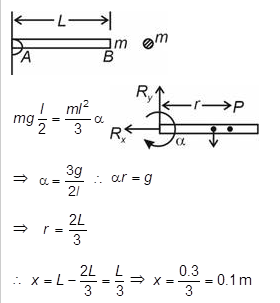 L
A B m m
R_y r P
R_x α
mg l/2 = ml²/3 α
⇒ α = 3g/2l ∴ αr = g
⇒ r = 2L/3
∴ x = L − 2L/3 = L/3 ⇒ x = 0.3/3 = 0.1 m